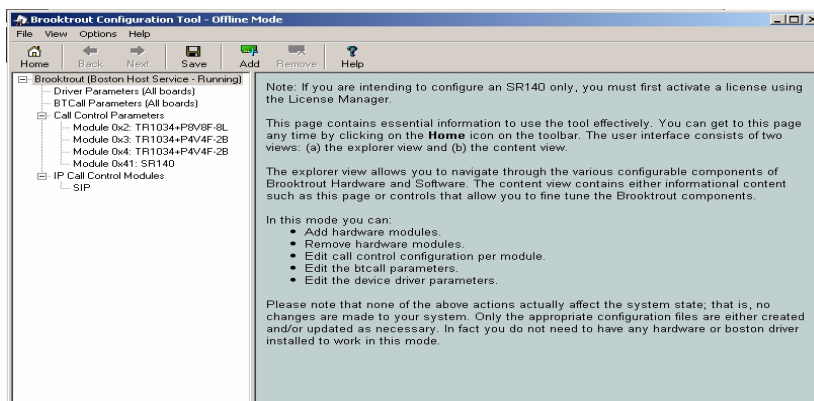 Brooktrout Configuration Tool - Offline Mode
File View Options Help
Home Back Next Save Add Remove Help
Brooktrout (Boston Host Service - Running)
Driver Parameters (All boards)
BTCall Parameters (All boards)
Call Control Parameters
Module 0x2: TR1034+P8V8F-8L
Module 0x3: TR1034+P4V4F-2B
Module 0x4: TR1034+P4V4F-2B
Module 0x41: SR140
IP Call Control Modules
SIP
Note: If you are intending to configure an SR140 only, you must first activate a license using
the License Manager.
This page contains essential information to use the tool effectively. You can get to this page
any time by clicking on the Home icon on the toolbar. The user interface consists of two
views: (a) the explorer view and (b) the content view.
The explorer view allows you to navigate through the various configurable components of
Brooktrout Hardware and Software. The content view contains either informational content
such as this page or controls that allow you to fine tune the Brooktrout components.
In this mode you can:
• Add hardware modules.
• Remove hardware modules.
• Edit call control configuration per module.
• Edit the btcall parameters.
• Edit the device driver parameters.
Please note that none of the above actions actually affect the system state; that is, no
changes are made to your system. Only the appropriate configuration files are either created
and/or updated as necessary. In fact you do not need to have any hardware or boston driver
installed to work in this mode.